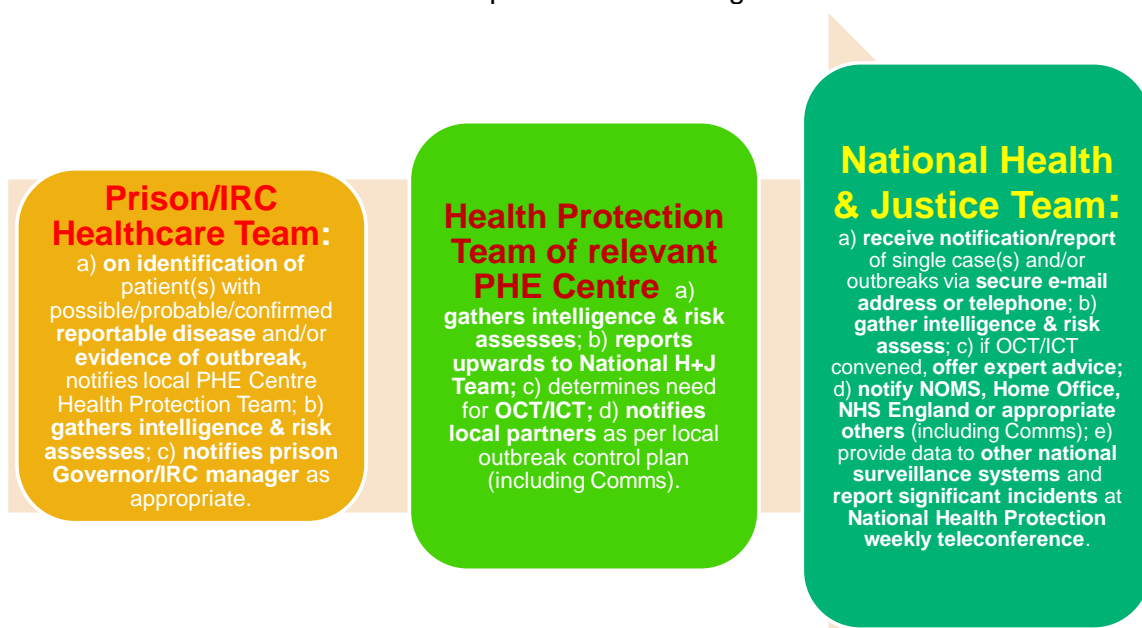 Prison/IRC
Healthcare Team:
a) on identification of
patient(s) with
possible/probable/confirmed
reportable disease and/or
evidence of outbreak,
notifies local PHE Centre
Health Protection Team; b)
gathers intelligence & risk
assesses; c) notifies prison
Governor/IRC manager as
appropriate.
Health Protection
Team of relevant
PHE Centre a)
gathers intelligence & risk
assesses; b) reports
upwards to National H+J
Team; c) determines need
for OCT/ICT; d) notifies
local partners as per local
outbreak control plan
(including Comms).
National Health
& Justice Team:
a) receive notification/report
of single case(s) and/or
outbreaks via secure e-mail
address or telephone; b)
gather intelligence & risk
assess; c) if OCT/ICT
convened, offer expert advice;
d) notify NOMS, Home Office,
NHS England or appropriate
others (including Comms); e)
provide data to other national
surveillance systems and
report significant incidents at
National Health Protection
weekly teleconference.